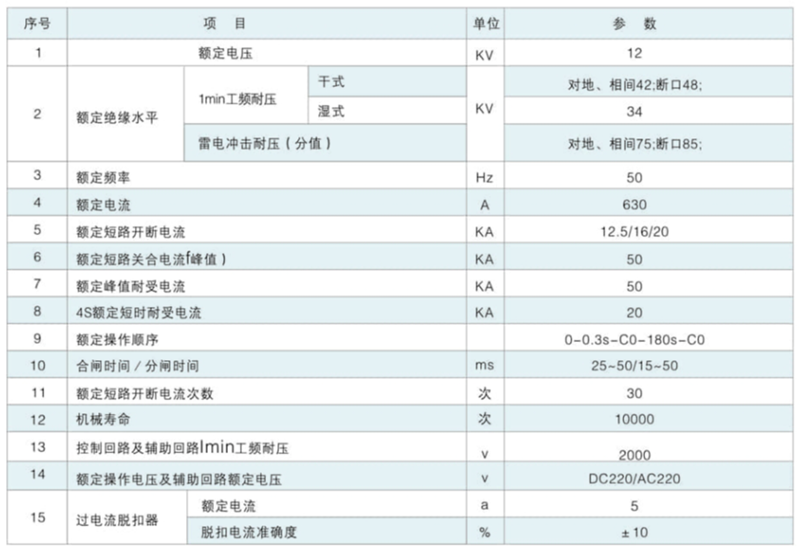 序号 项 目 单位 参 数
1 额定电压 KV 12
2 额定绝缘水平 1min工频耐压 干式 KV 对地、相间42;断口48;
湿式 34
雷电冲击耐压(分值) 对地、相间75;断口85;
3 额定频率 Hz 50
4 额定电流 A 630
5 额定短路开断电流 KA 12.5/16/20
6 额定短路关合电流f峰值) KA 50
7 额定峰值耐受电流 KA 50
8 4S额定短时耐受电流 KA 20
9 额定操作顺序 0-0.3s-C0-180s-C0
10 合闸时间/分闸时间 ms 25~50/15~50
11 额定短路开断电流次数 次 30
12 机械寿命 次 10000
13 控制回路及辅助回路lmin工频耐压 v 2000
14 额定操作电压及辅助回路额定电压 v DC220/AC220
15 过电流脱扣器 额定电流 a 5
脱扣电流准确度 % ±10